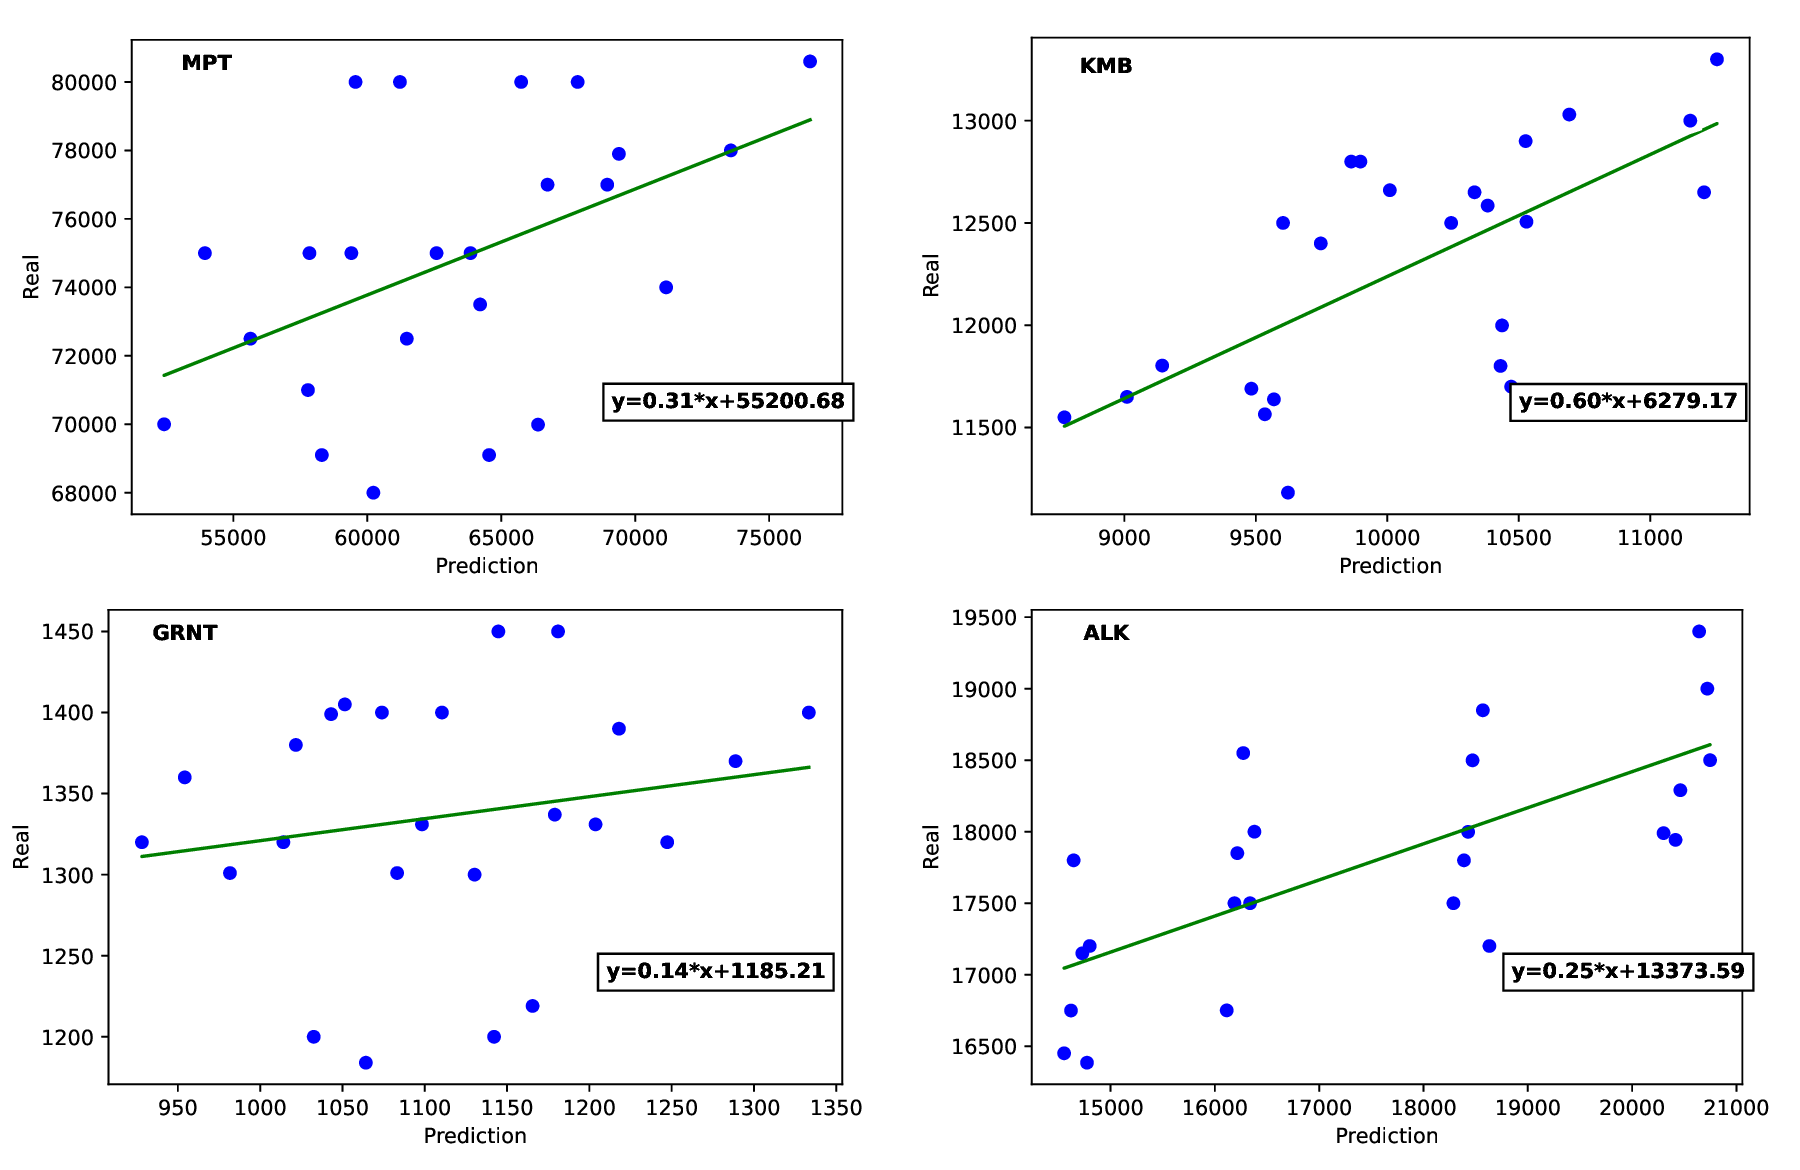 MPT
80000
78000
76000
74000
72000
70000
68000
Real
y=0.31*x+55200.68
55000 60000 65000 70000 75000
Prediction
KMB
13000
12500
12000
11500
Real
y=0.60*x+6279.17
9000 9500 10000 10500 11000
Prediction
GRNT
1450
1400
1350
1300
1250
1200
Real
y=0.14*x+1185.21
950 1000 1050 1100 1150 1200 1250 1300 1350
Prediction
ALK
19500
19000
18500
18000
17500
17000
16500
Real
y=0.25*x+13373.59
15000 16000 17000 18000 19000 20000 21000
Prediction